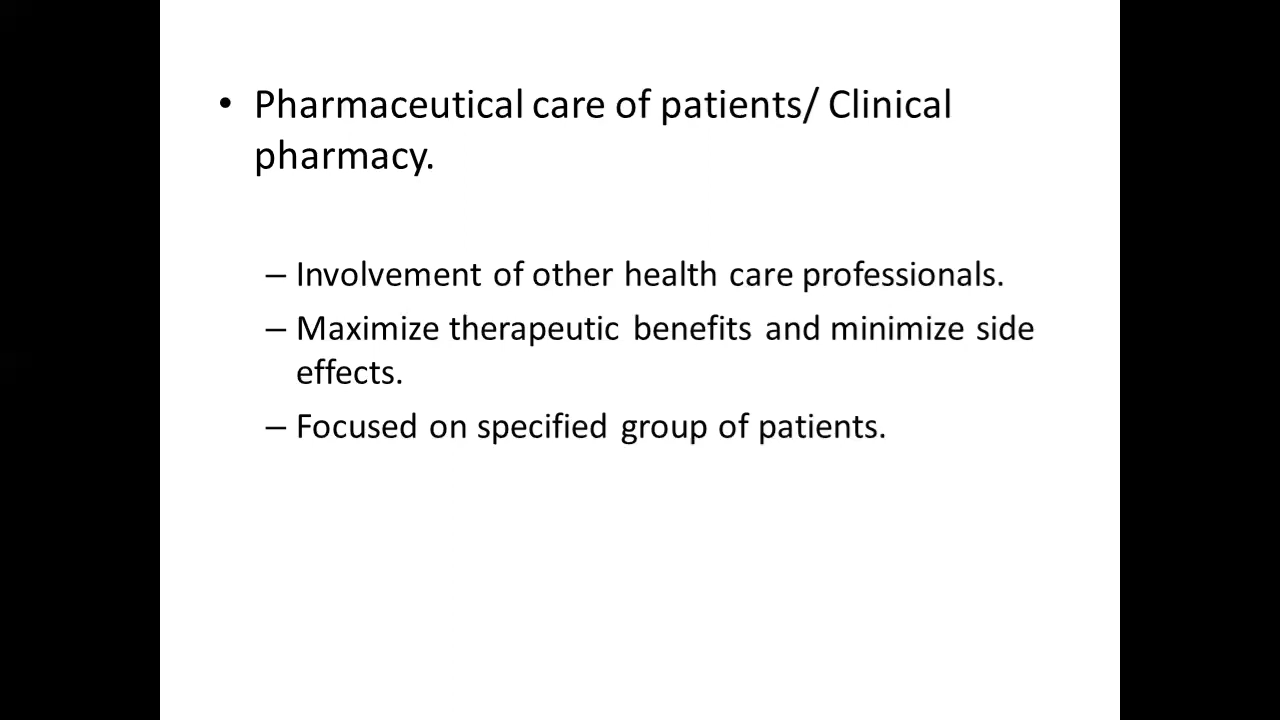 • Pharmaceutical care of patients/ Clinical
pharmacy.
– Involvement of other health care professionals.
– Maximize therapeutic benefits and minimize side
effects.
– Focused on specified group of patients.